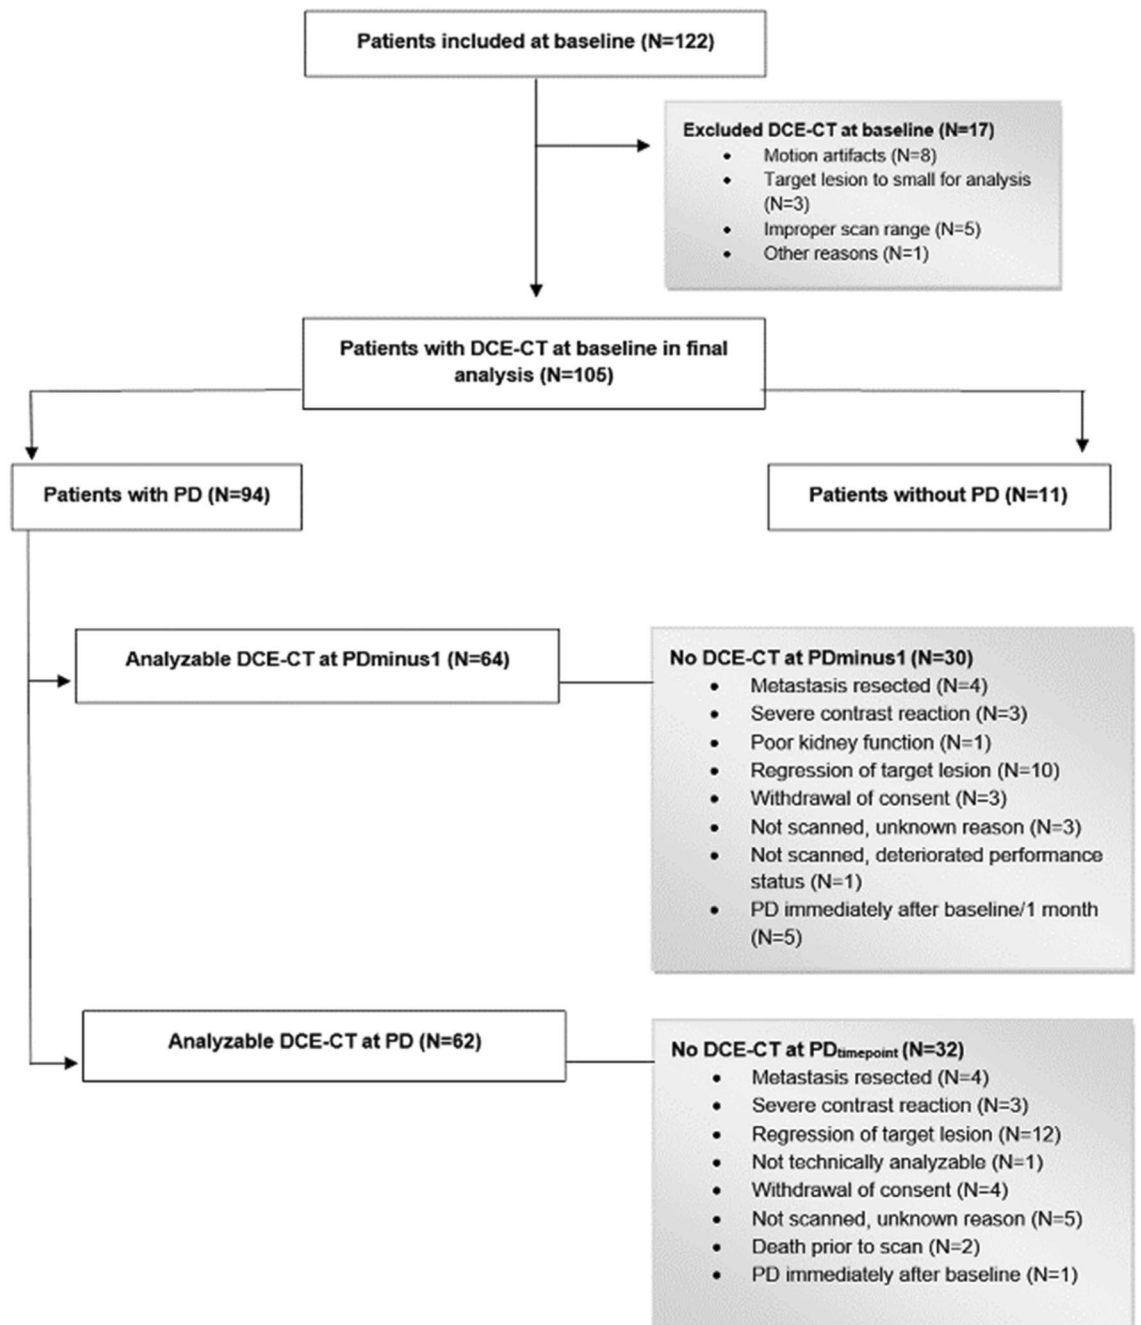 Patients included at baseline (N=122)
Excluded DCE-CT at baseline (N=17)
• Motion artifacts (N=8)
• Target lesion to small for analysis
(N=3)
• Improper scan range (N=5)
• Other reasons (N=1)
Patients with DCE-CT at baseline in final
analysis (N=105)
Patients with PD (N=94)
Patients without PD (N=11)
Analyzable DCE-CT at PDminus1 (N=64)
No DCE-CT at PDminus1 (N=30)
• Metastasis resected (N=4)
• Severe contrast reaction (N=3)
• Poor kidney function (N=1)
• Regression of target lesion (N=10)
• Withdrawal of consent (N=3)
• Not scanned, unknown reason (N=3)
• Not scanned, deteriorated performance
status (N=1)
• PD immediately after baseline/1 month
(N=5)
Analyzable DCE-CT at PD (N=62)
No DCE-CT at PDtimepoint (N=32)
• Metastasis resected (N=4)
• Severe contrast reaction (N=3)
• Regression of target lesion (N=12)
• Not technically analyzable (N=1)
• Withdrawal of consent (N=4)
• Not scanned, unknown reason (N=5)
• Death prior to scan (N=2)
• PD immediately after baseline (N=1)